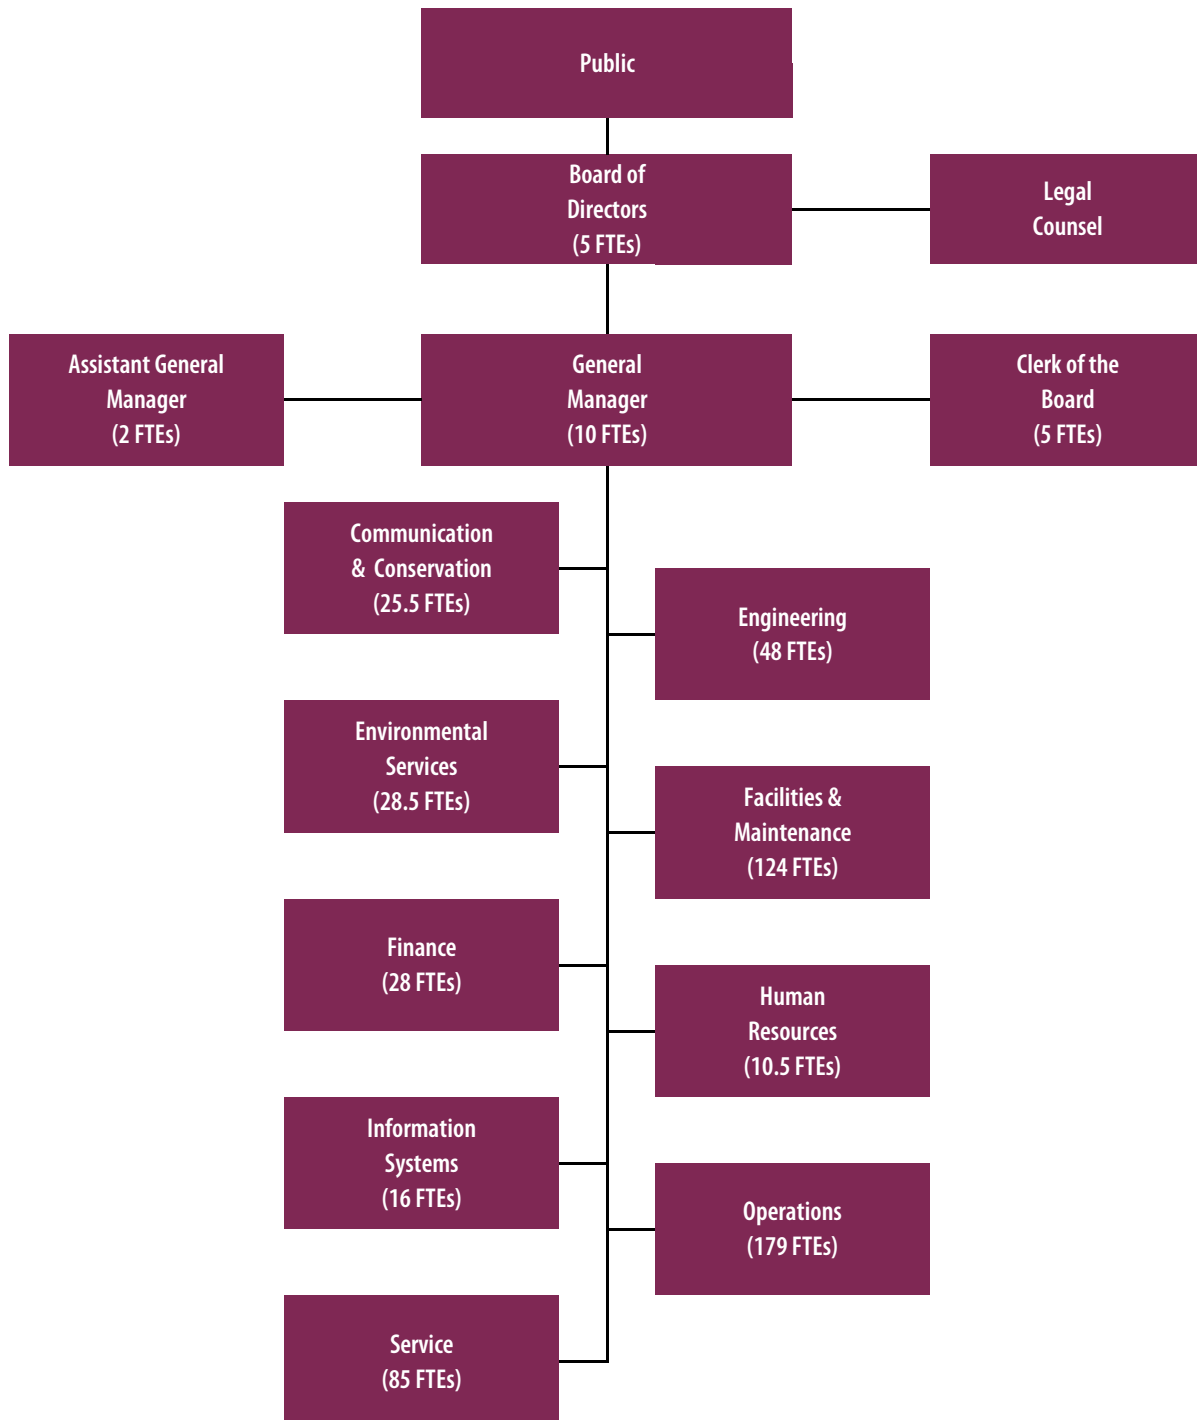 Public
Board of
Directors
(5 FTEs)
Legal
Counsel
Assistant General
Manager
(2 FTEs)
General
Manager
(10 FTEs)
Clerk of the
Board
(5 FTEs)
Communication
& Conservation
(25.5 FTEs)
Engineering
(48 FTEs)
Environmental
Services
(28.5 FTEs)
Facilities &
Maintenance
(124 FTEs)
Finance
(28 FTEs)
Human
Resources
(10.5 FTEs)
Information
Systems
(16 FTEs)
Operations
(179 FTEs)
Service
(85 FTEs)